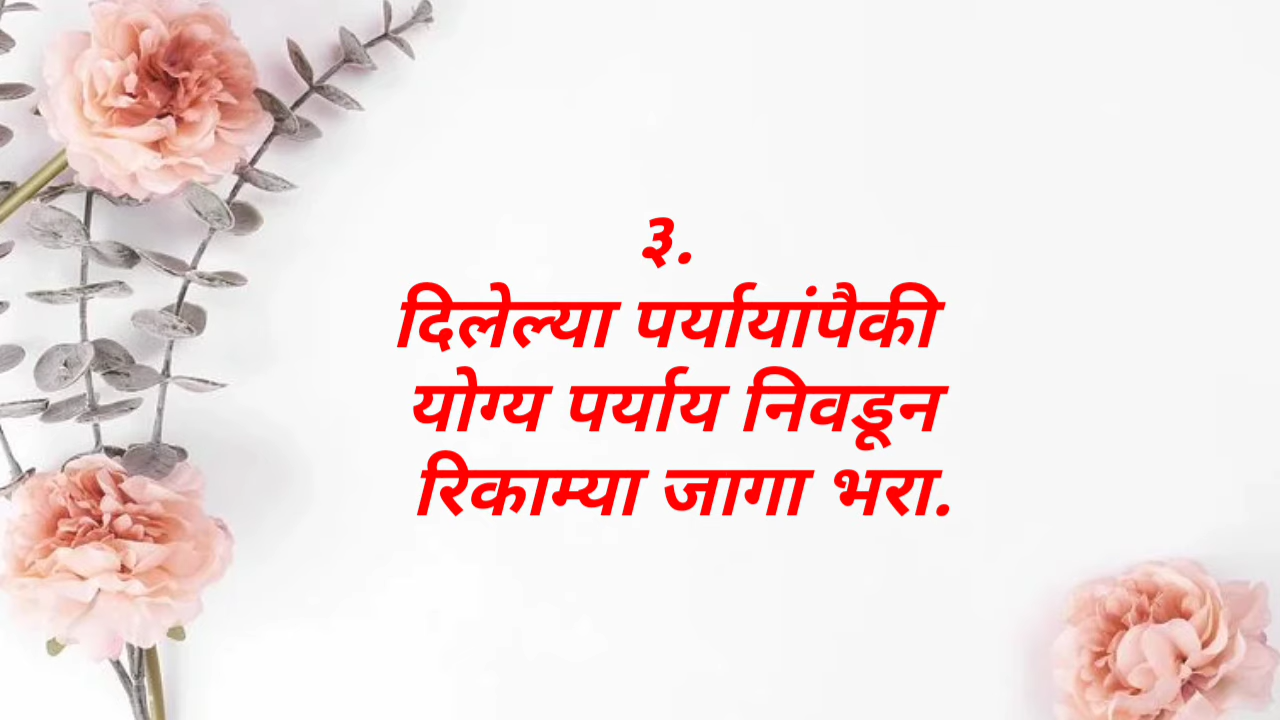 ३.
दिलेल्या पर्यायांपैकी
योग्य पर्याय निवडून
रिकाम्या जागा भरा.